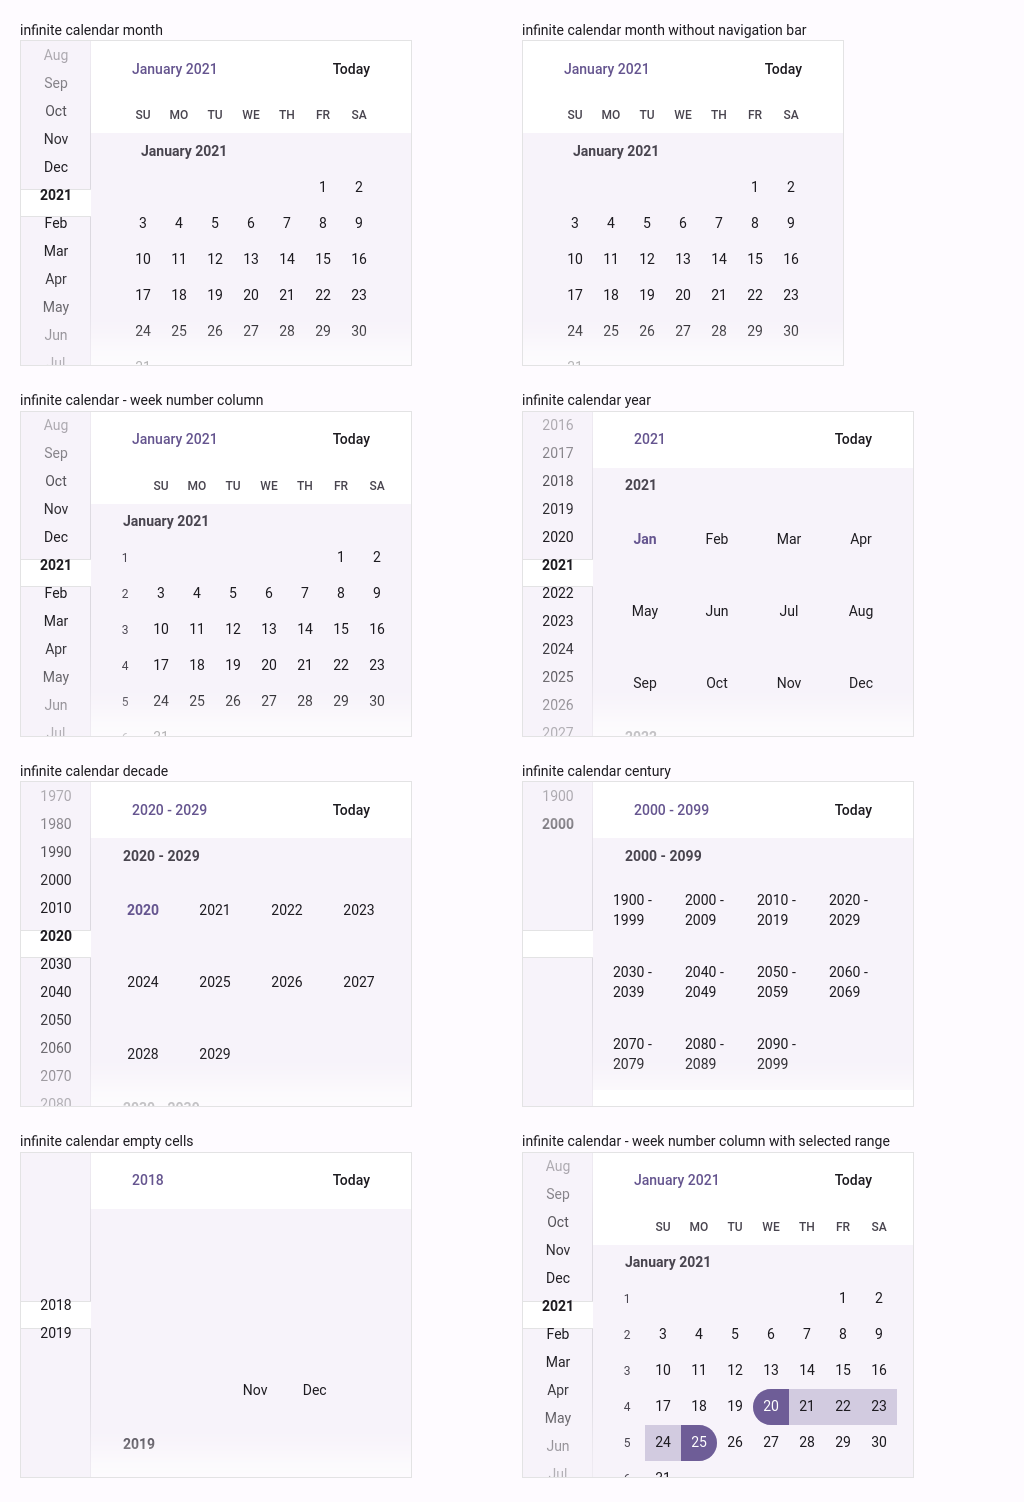 infinite calendar month
Aug
Sep
Oct
Nov
Dec
2021
Feb
Mar
Apr
May
Jun
Jul
January 2021 Today
SU MO TU WE TH FR SA
January 2021
1 2
3 4 5 6 7 8 9
10 11 12 13 14 15 16
17 18 19 20 21 22 23
24 25 26 27 28 29 30
31
infinite calendar month without navigation bar
January 2021 Today
SU MO TU WE TH FR SA
January 2021
1 2
3 4 5 6 7 8 9
10 11 12 13 14 15 16
17 18 19 20 21 22 23
24 25 26 27 28 29 30
31
infinite calendar - week number column
Aug
Sep
Oct
Nov
Dec
2021
Feb
Mar
Apr
May
Jun
Jul
January 2021 Today
SU MO TU WE TH FR SA
January 2021
1 1 2
2 3 4 5 6 7 8 9
3 10 11 12 13 14 15 16
4 17 18 19 20 21 22 23
5 24 25 26 27 28 29 30
6 31
infinite calendar year
2016
2017
2018
2019
2020
2021
2022
2023
2024
2025
2026
2027
2021 Today
2021
Jan Feb Mar Apr
May Jun Jul Aug
Sep Oct Nov Dec
2022
infinite calendar decade
1970
1980
1990
2000
2010
2020
2030
2040
2050
2060
2070
2080
2020 - 2029 Today
2020 - 2029
2020 2021 2022 2023
2024 2025 2026 2027
2028 2029
2030 - 2039
infinite calendar century
1900
2000
2000 - 2099 Today
2000 - 2099
1900 - 2000 - 2010 - 2020 -
1999 2009 2019 2029
2030 - 2040 - 2050 - 2060 -
2039 2049 2059 2069
2070 - 2080 - 2090 -
2079 2089 2099
infinite calendar empty cells
2018
2019
2018 Today
Nov Dec
2019
infinite calendar - week number column with selected range
Aug
Sep
Oct
Nov
Dec
2021
Feb
Mar
Apr
May
Jun
Jul
January 2021 Today
SU MO TU WE TH FR SA
January 2021
1 1 2
2 3 4 5 6 7 8 9
3 10 11 12 13 14 15 16
4 17 18 19 20 21 22 23
5 24 25 26 27 28 29 30
6 31